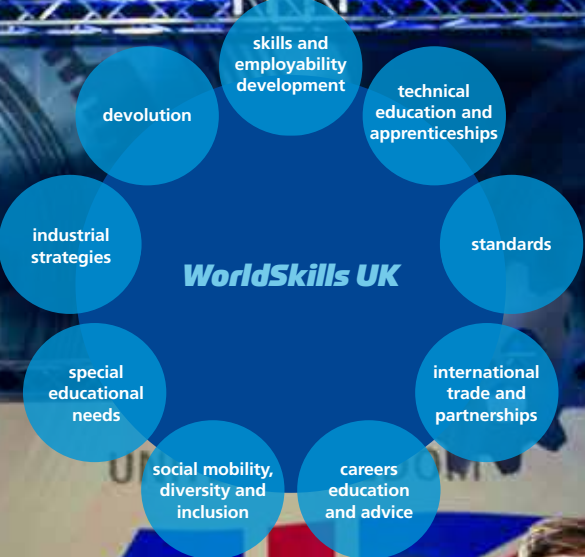 skills and
employability
development
technical
education and
apprenticeships
standards
international
trade and
partnerships
careers
education
and advice
social mobility,
diversity and
inclusion
special
educational
needs
industrial
strategies
devolution
WorldSkills UK